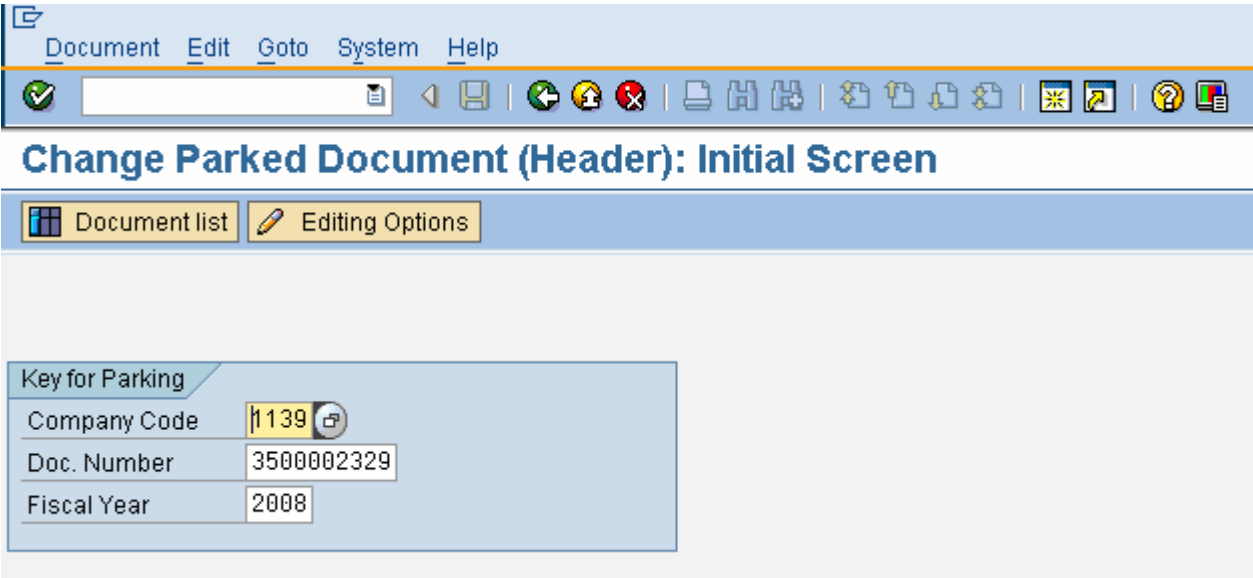 Document Edit Goto System Help
Change Parked Document (Header): Initial Screen
Document list Editing Options
Key for Parking
Company Code 1139
Doc. Number 3500002329
Fiscal Year 2008